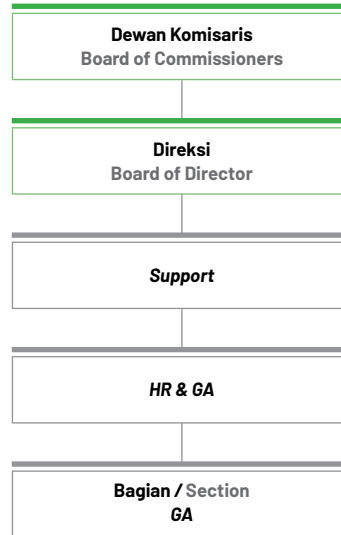 Dewan Komisaris
Board of Commissioners
Direksi
Board of Director
Support
HR & GA
Bagian / Section
GA